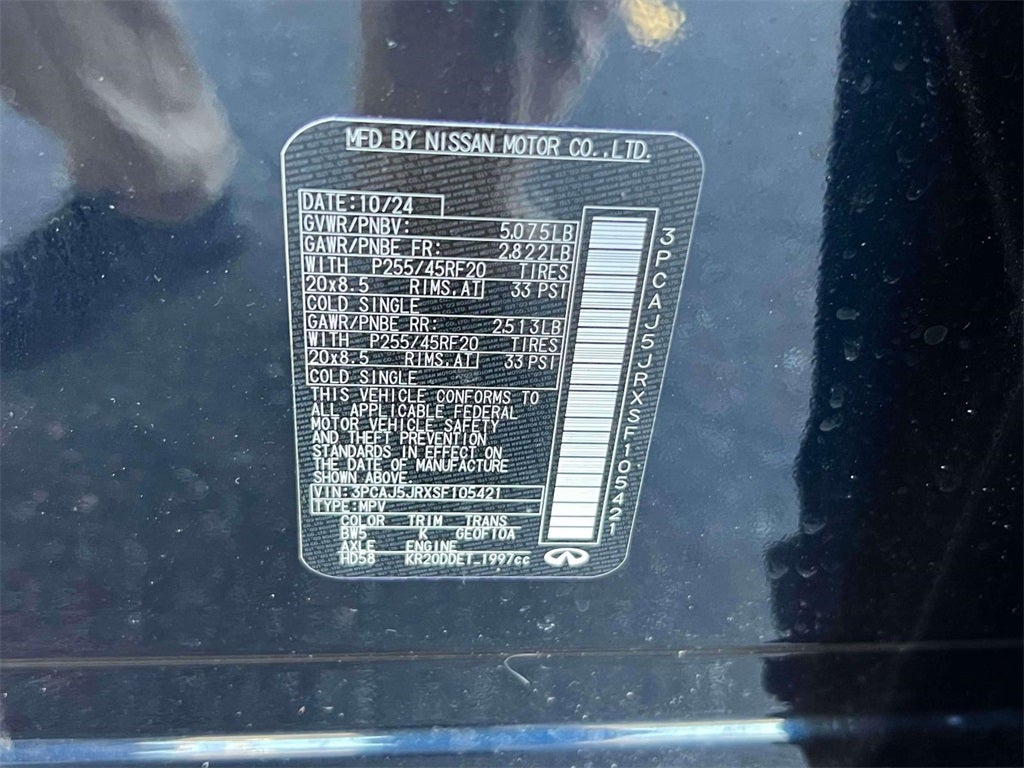 MFD BY NISSAN MOTOR CO.,LTD.
DATE:10/24
GVWR/PNBV: 5,075LB
GAWR/PNBE FR: 2,822LB
WITH P255/45RF20 TIRES
20x8.5 RIMS.AT 33 PSI
COLD SINGLE
GAWR/PNBE RR: 2,513LB
WITH P255/45RF20 TIRES
20x8.5 RIMS.AT 33 PSI
COLD SINGLE
THIS VEHICLE CONFORMS TO
ALL APPLICABLE FEDERAL
MOTOR VEHICLE SAFETY
AND THEFT PREVENTION
STANDARDS IN EFFECT ON
THE DATE OF MANUFACTURE
SHOWN ABOVE.
VIN: 3PCAJ5JRXSF105421
TYPE:MPV
COLOR TRIM TRANS
BW5 K GE0FT0A
AXLE ENGINE
HD58 KR20DDET 1997cc
3PCAJ5JRXSF105421